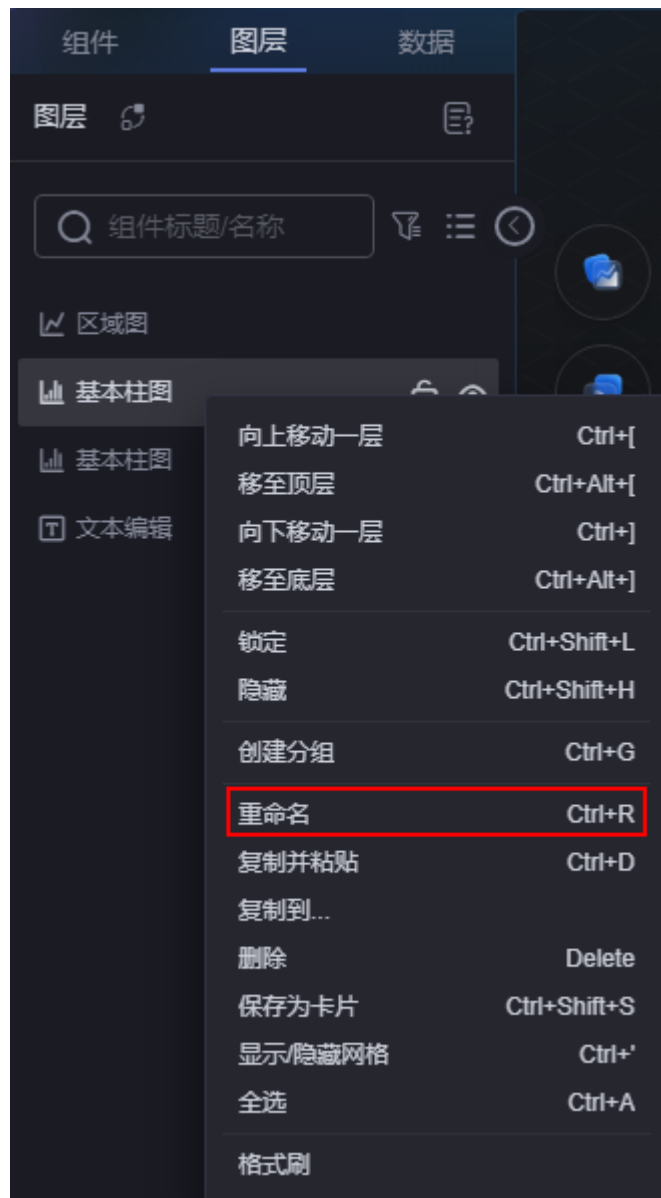 组件 图层 数据
图层
组件标题/名称
区域图
基本柱图
基本柱图
文本编辑
向上移动一层 Ctrl+[
移至顶层 Ctrl+Alt+[
向下移动一层 Ctrl+]
移至底层 Ctrl+Alt+]
锁定 Ctrl+Shift+L
隐藏 Ctrl+Shift+H
创建分组 Ctrl+G
重命名 Ctrl+R
复制并粘贴 Ctrl+D
复制到...
删除 Delete
保存为卡片 Ctrl+Shift+S
显示/隐藏网格 Ctrl+'
全选 Ctrl+A
格式刷